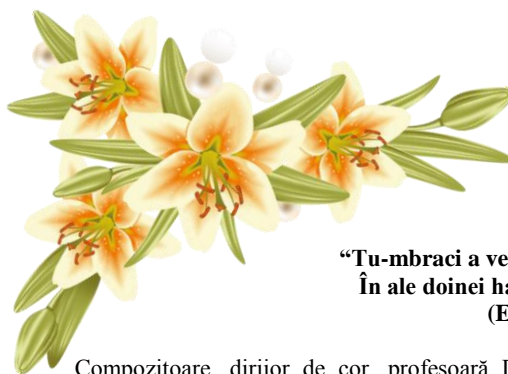 “Tu-mbraci a ve
În ale doinei ha
(E
Compozitoare, dirijor de cor, profesoară